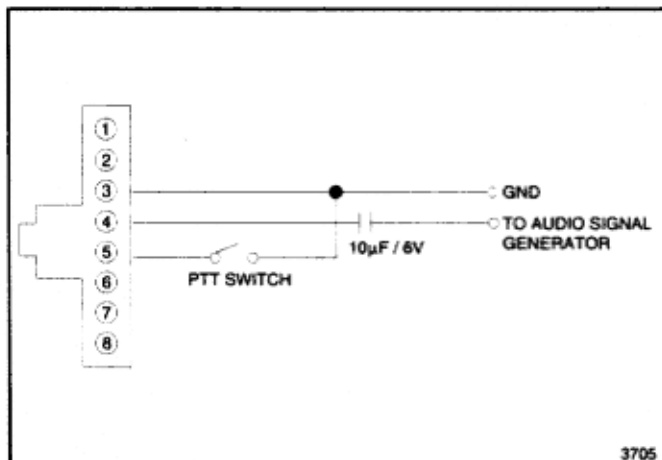 1
2
3
GND
4
TO AUDIO SIGNAL
GENERATOR
10µF / 6V
5
PTT SWITCH
6
7
8
3705